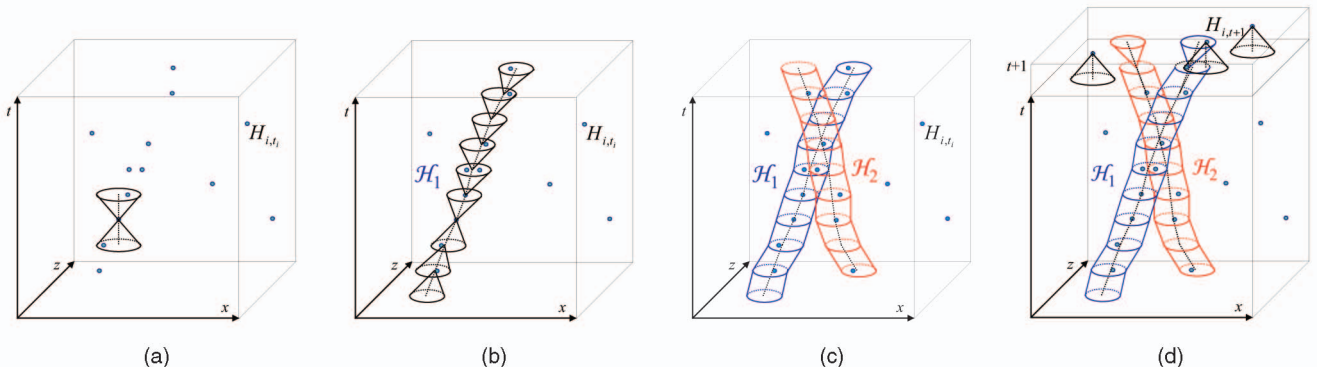 t
H_{i,t_i}
z
x
(a)
t
H_{i,t_i}
ℋ_1
z
x
(b)
t
H_{i,t_i}
ℋ_1
ℋ_2
z
x
(c)
H_{i,t+1}
t+1
t
ℋ_1
ℋ_2
z
x
(d)